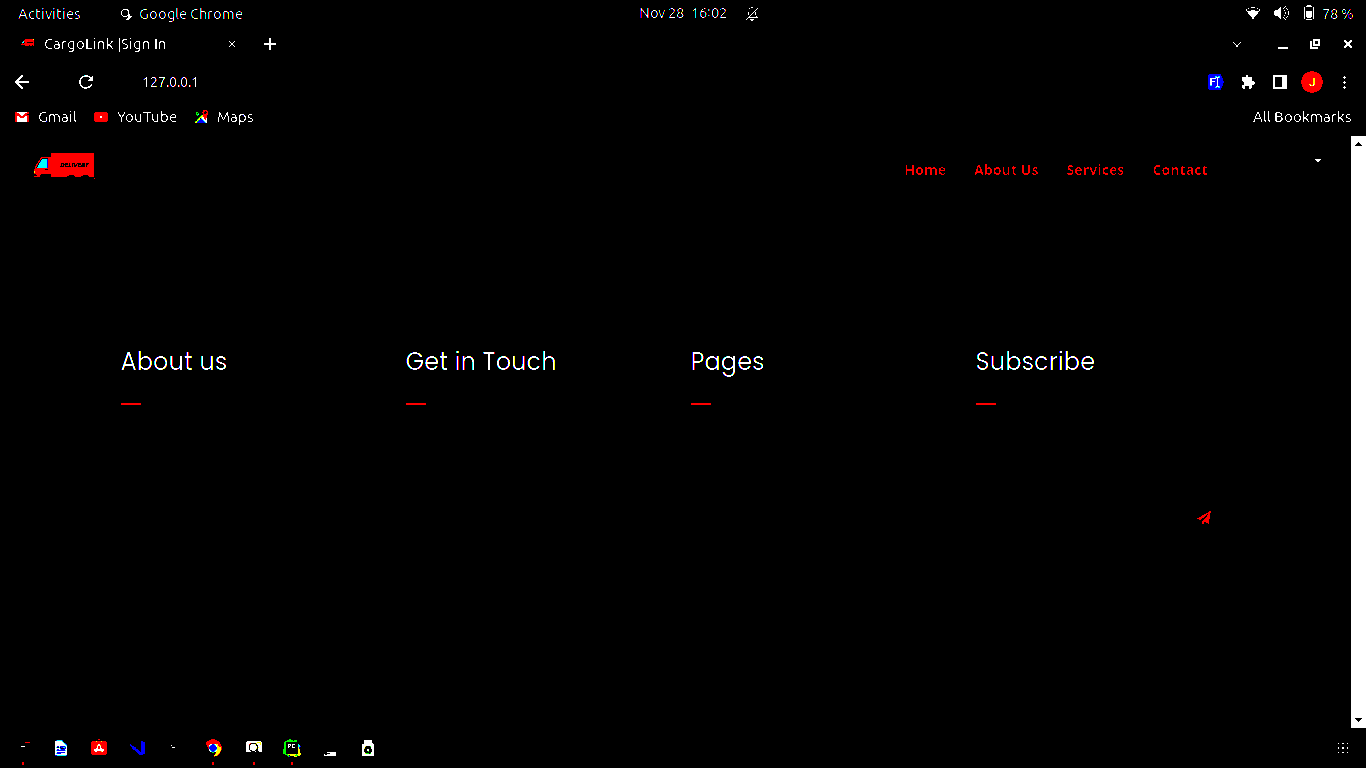 Activities Google Chrome Nov 28 16:02 78 %
CargoLink |Sign In
127.0.0.1 J
Gmail YouTube Maps All Bookmarks
DELIVERY Home About Us Services Contact
About us Get in Touch Pages Subscribe
PC